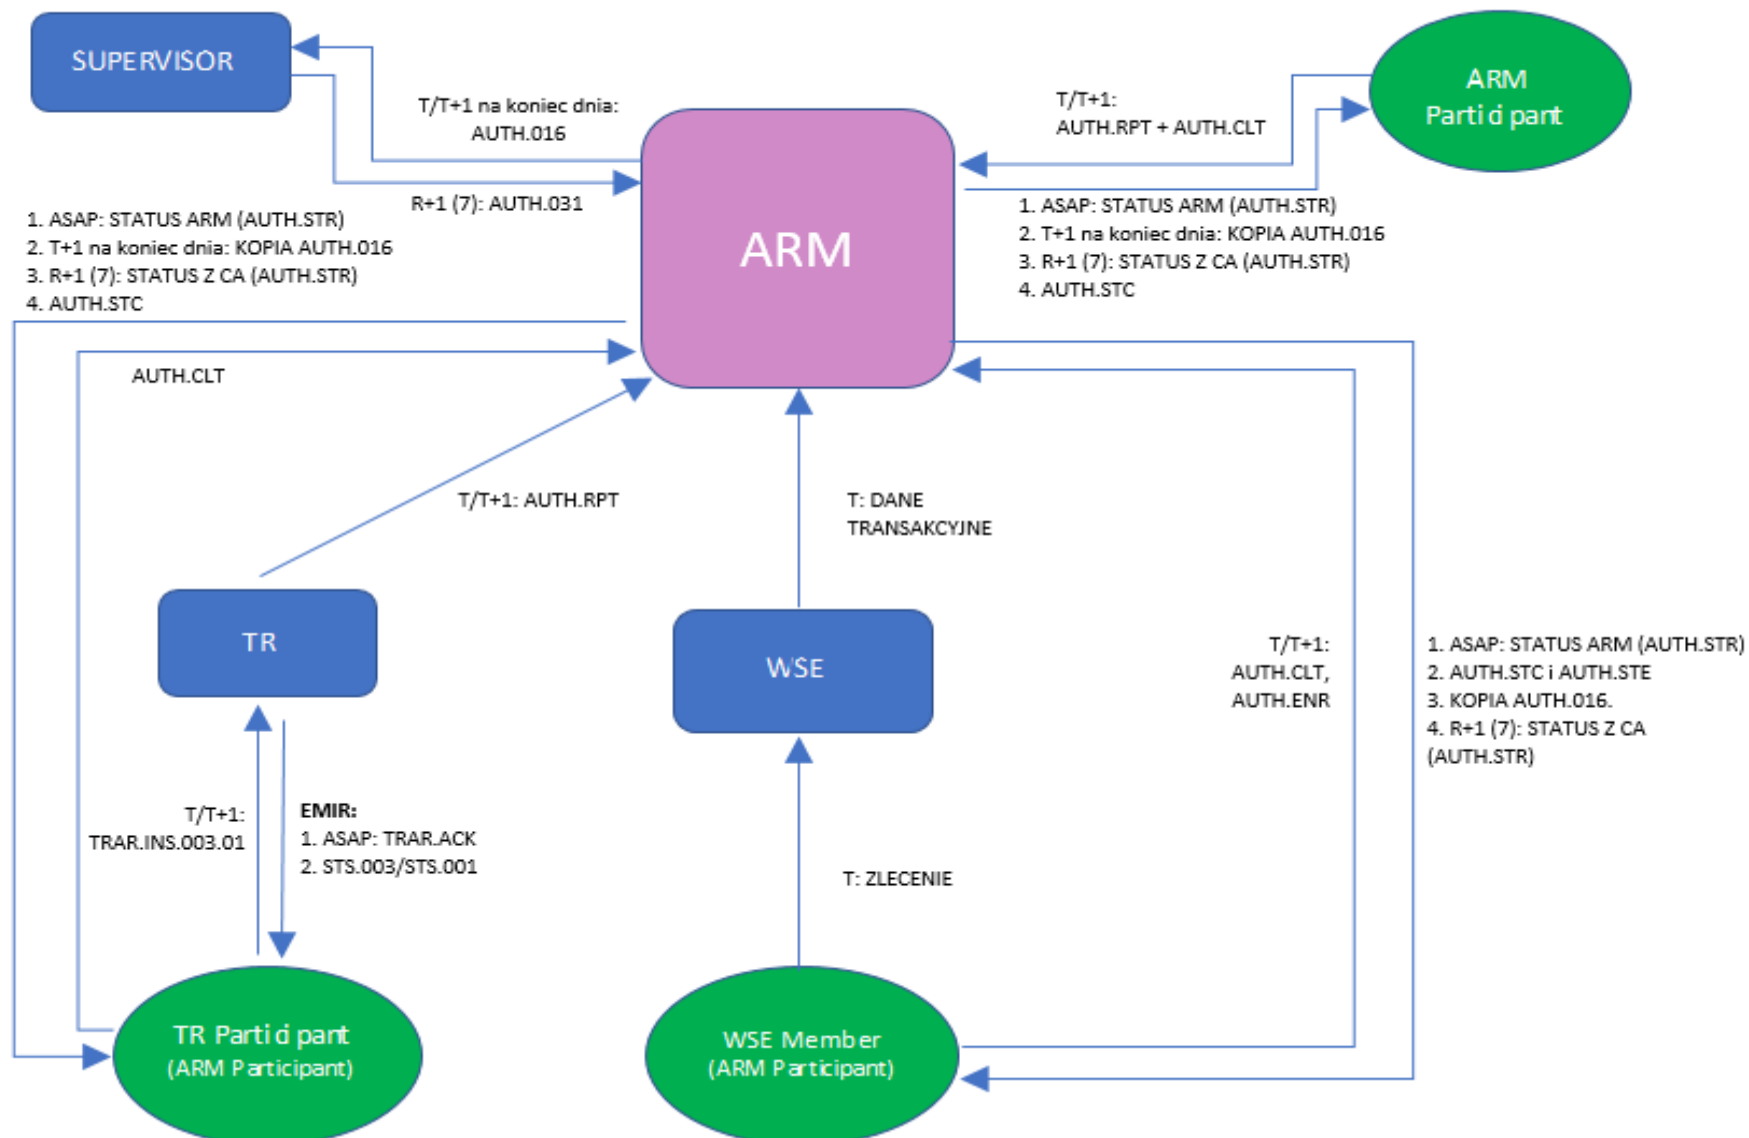 SUPERVISOR
T/T+1 na koniec dnia:
AUTH.016
R+1 (7): AUTH.031
ARM
T/T+1:
AUTH.RPT + AUTH.CLT
ARM
Participant
1. ASAP: STATUS ARM (AUTH.STR)
2. T+1 na koniec dnia: KOPIA AUTH.016
3. R+1 (7): STATUS Z CA (AUTH.STR)
4. AUTH.STC
1. ASAP: STATUS ARM (AUTH.STR)
2. T+1 na koniec dnia: KOPIA AUTH.016
3. R+1 (7): STATUS Z CA (AUTH.STR)
4. AUTH.STC
AUTH.CLT
T/T+1: AUTH.RPT
T: DANE
TRANSAKCYJNE
TR
WSE
T/T+1:
AUTH.CLT,
AUTH.ENR
1. ASAP: STATUS ARM (AUTH.STR)
2. AUTH.STC i AUTH.STE
3. KOPIA AUTH.016.
4. R+1 (7): STATUS Z CA
(AUTH.STR)
T/T+1:
TRAR.INS.003.01
EMIR:
1. ASAP: TRAR.ACK
2. STS.003/STS.001
T: ZLECENIE
TR Participant
(ARM Participant)
WSE Member
(ARM Participant)